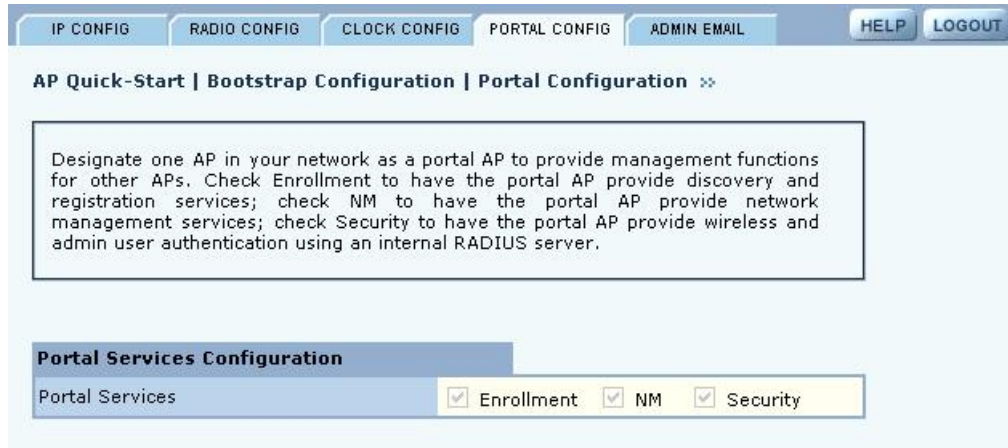 IP CONFIG RADIO CONFIG CLOCK CONFIG PORTAL CONFIG ADMIN EMAIL HELP LOGOUT
AP Quick-Start | Bootstrap Configuration | Portal Configuration »
Designate one AP in your network as a portal AP to provide management functions
for other APs. Check Enrollment to have the portal AP provide discovery and
registration services; check NM to have the portal AP provide network
management services; check Security to have the portal AP provide wireless and
admin user authentication using an internal RADIUS server.
Portal Services Configuration
Portal Services Enrollment NM Security